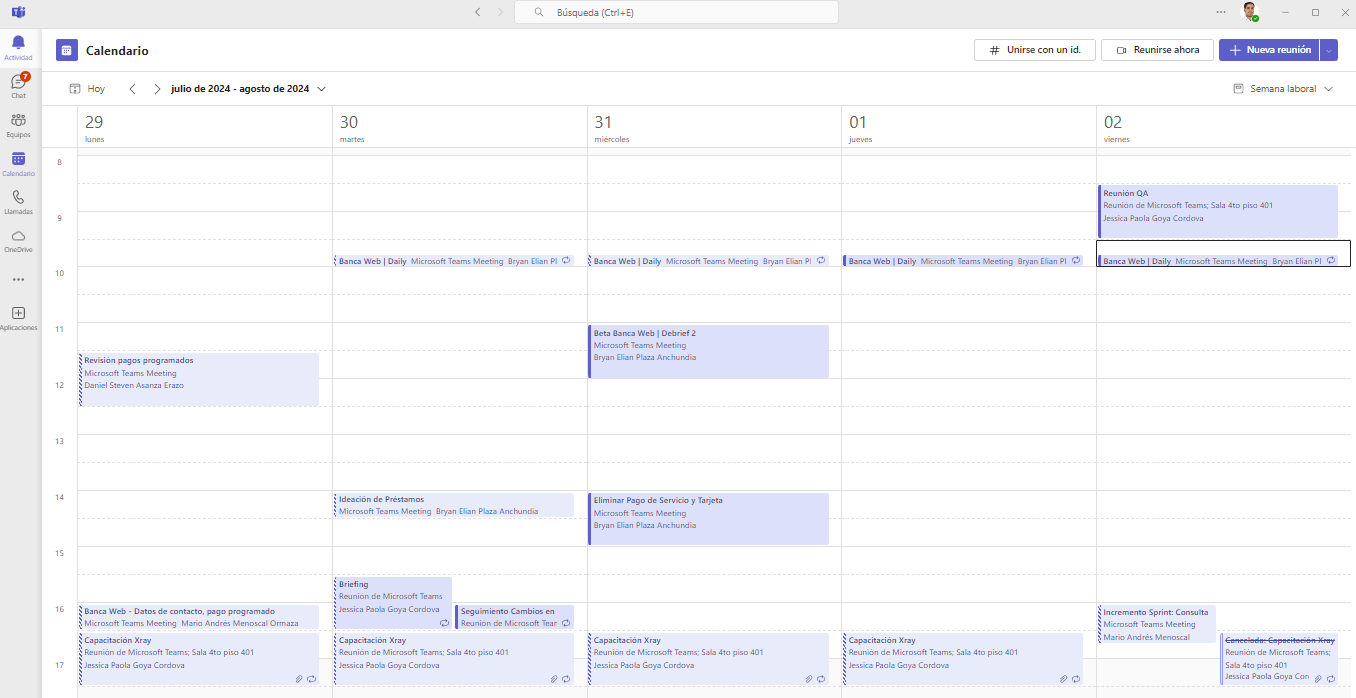 Búsqueda (Ctrl+E)
Actividad
7
Chat
Equipos
Calendario
Llamadas
OneDrive
Aplicaciones
Calendario
Unirse con un id.
Reunirse ahora
Nueva reunión
Hoy
julio de 2024 - agosto de 2024
Semana laboral
29
lunes
30
martes
31
miércoles
01
jueves
02
viernes
8
9
10
11
12
13
14
15
16
17
Revisión pagos programados
Microsoft Teams Meeting
Daniel Steven Asanza Erazo
Banca Web - Datos de contacto, pago programado
Microsoft Teams Meeting Mario Andrés Menoscal Ormaza
Capacitación Xray
Reunión de Microsoft Teams; Sala 4to piso 401
Jessica Paola Goya Cordova
Banca Web | Daily Microsoft Teams Meeting Bryan Elian Pl
Ideación de Préstamos
Microsoft Teams Meeting Bryan Elian Plaza Anchundia
Briefing
Reunión de Microsoft Teams
Jessica Paola Goya Cordova
Seguimiento Cambios en
Reunión de Microsoft Tear
Capacitación Xray
Reunión de Microsoft Teams; Sala 4to piso 401
Jessica Paola Goya Cordova
Banca Web | Daily Microsoft Teams Meeting Bryan Elian Pl
Beta Banca Web | Debrief 2
Microsoft Teams Meeting
Bryan Elian Plaza Anchundia
Eliminar Pago de Servicio y Tarjeta
Microsoft Teams Meeting
Bryan Elian Plaza Anchundia
Capacitación Xray
Reunión de Microsoft Teams; Sala 4to piso 401
Jessica Paola Goya Cordova
Banca Web | Daily Microsoft Teams Meeting Bryan Elian Pl
Capacitación Xray
Reunión de Microsoft Teams; Sala 4to piso 401
Jessica Paola Goya Cordova
Reunión QA
Reunión de Microsoft Teams; Sala 4to piso 401
Jessica Paola Goya Cordova
Banca Web | Daily Microsoft Teams Meeting Bryan Elian Pl
Incremento Sprint: Consulta
Microsoft Teams Meeting
Mario Andrés Menoscal
Cancelada: Capacitación Xray
Reunión de Microsoft Teams;
Sala 4to piso 401
Jessica Paola Goya Con